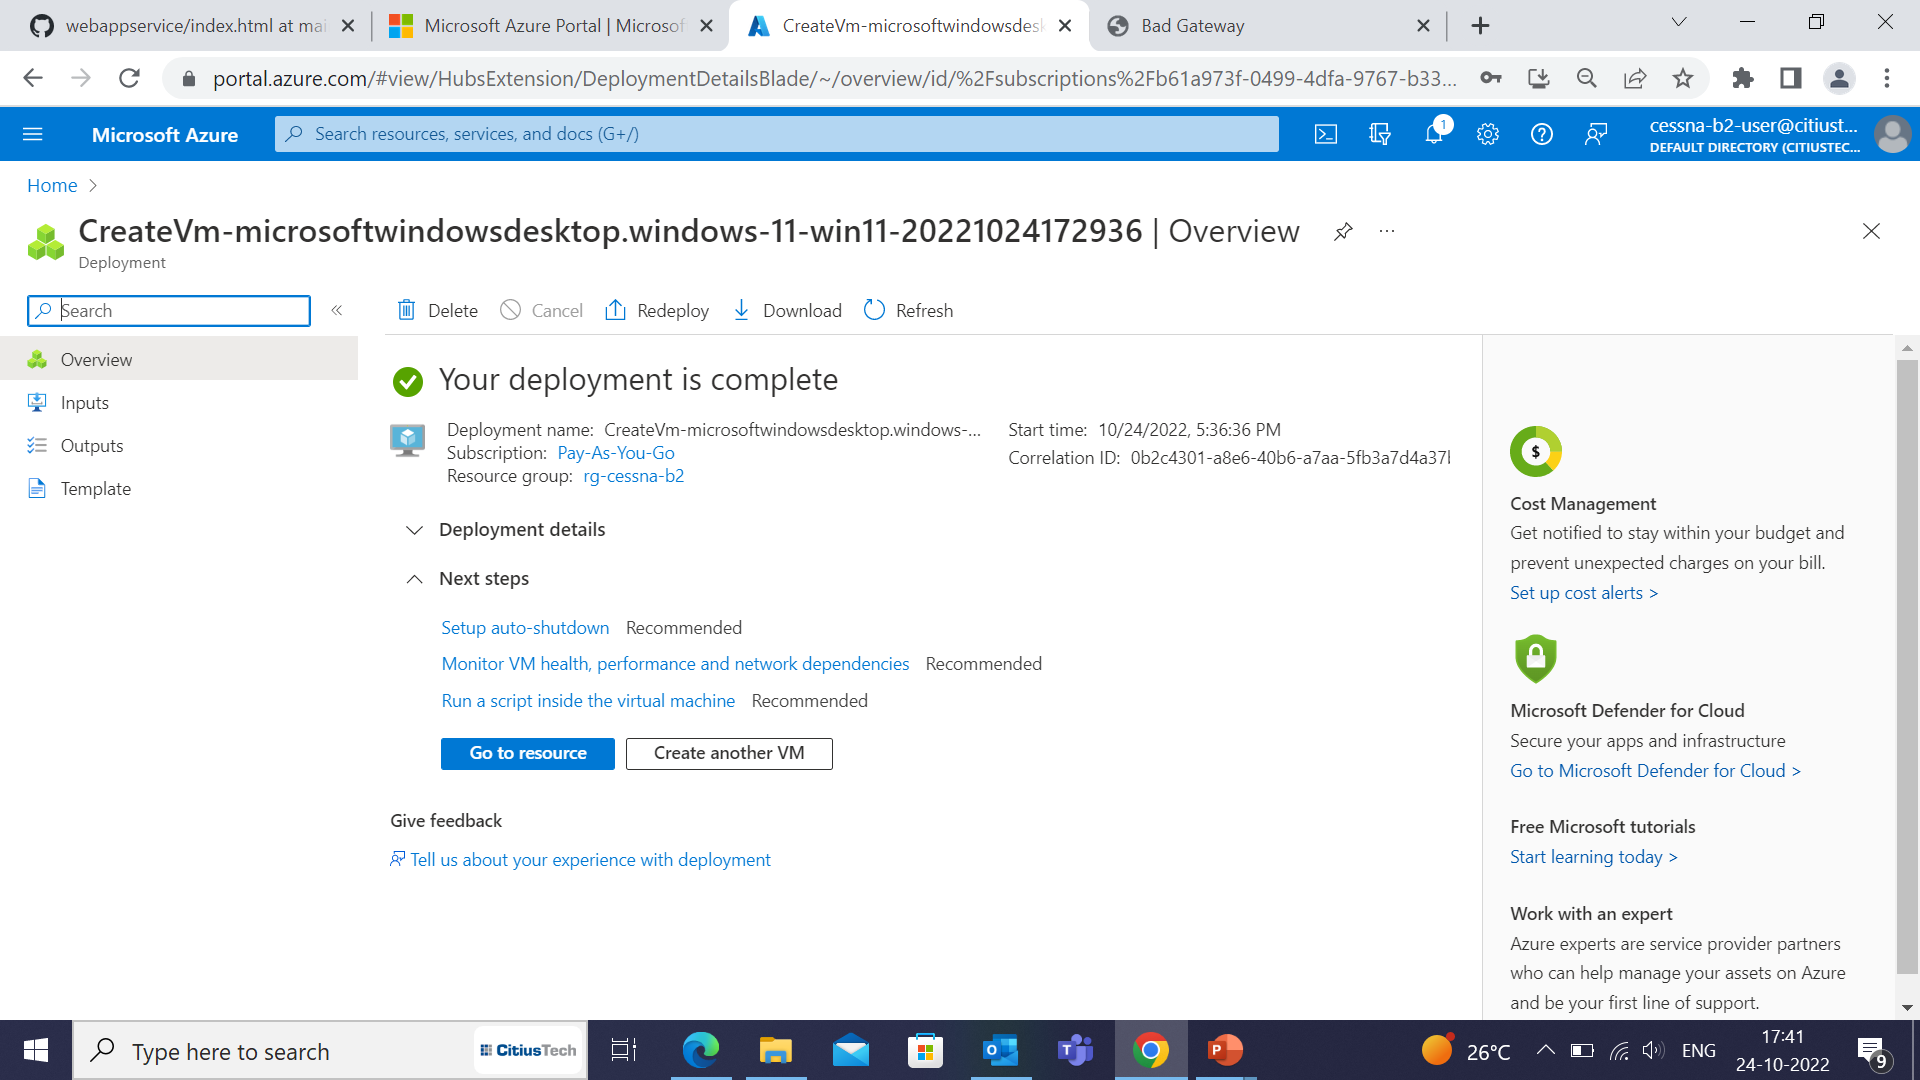 webappservice/index.html at mai
Microsoft Azure Portal | Microsof
CreateVm-microsoftwindowsdesk
Bad Gateway
portal.azure.com/#view/HubsExtension/DeploymentDetailsBlade/~/overview/id/%2Fsubscriptions%2Fb61a973f-0499-4dfa-9767-b33...
Microsoft Azure
Search resources, services, and docs (G+/)
1
cessna-b2-user@citiust...
DEFAULT DIRECTORY (CITIUSTEC...
Home
CreateVm-microsoftwindowsdesktop.windows-11-win11-20221024172936 | Overview
Deployment
Search
Delete
Cancel
Redeploy
Download
Refresh
Overview
Inputs
Outputs
Template
Your deployment is complete
Deployment name: CreateVm-microsoftwindowsdesktop.windows-...
Subscription: Pay-As-You-Go
Resource group: rg-cessna-b2
Start time: 10/24/2022, 5:36:36 PM
Correlation ID: 0b2c4301-a8e6-40b6-a7aa-5fb3a7d4a37
Deployment details
Next steps
Setup auto-shutdown Recommended
Monitor VM health, performance and network dependencies Recommended
Run a script inside the virtual machine Recommended
Go to resource
Create another VM
Give feedback
Tell us about your experience with deployment
$
Cost Management
Get notified to stay within your budget and
prevent unexpected charges on your bill.
Set up cost alerts >
Microsoft Defender for Cloud
Secure your apps and infrastructure
Go to Microsoft Defender for Cloud >
Free Microsoft tutorials
Start learning today >
Work with an expert
Azure experts are service provider partners
who can help manage your assets on Azure
and be your first line of support.
Type here to search
CitiusTech
26°C
ENG
17:41
24-10-2022
9